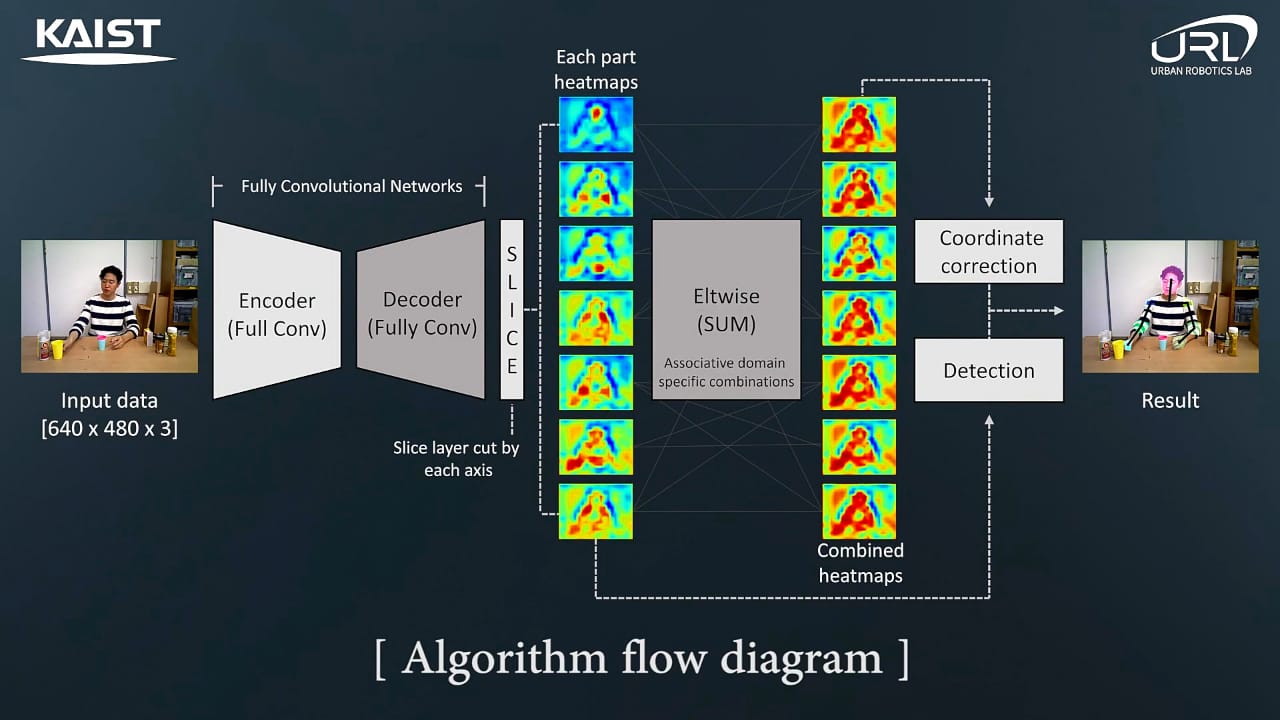 KAIST
URL
URBAN ROBOTICS LAB
Each part
heatmaps
Fully Convolutional Networks
Input data
[640 x 480 x 3]
Encoder
(Full Conv)
Decoder
(Fully Conv)
S
L
I
C
E
Slice layer cut by
each axis
Eltwise
(SUM)
Associative domain
specific combinations
Combined
heatmaps
Coordinate
correction
Detection
Result
[ Algorithm flow diagram ]